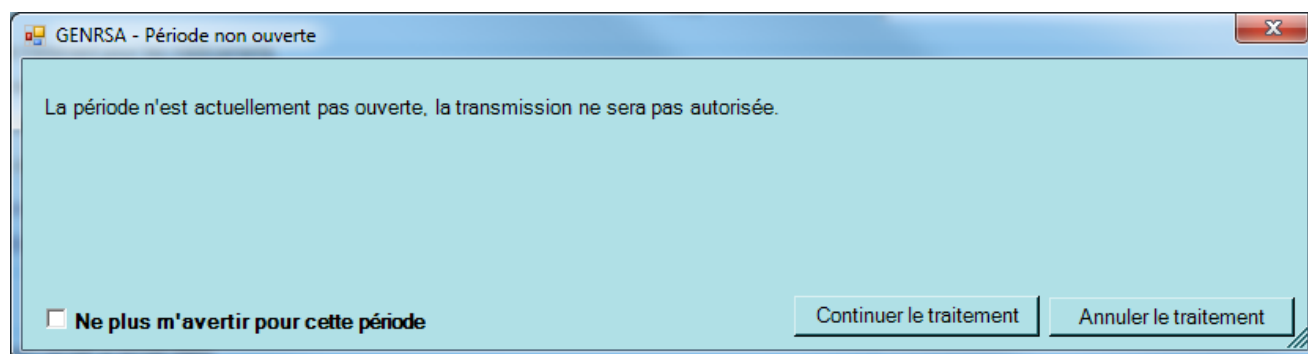 GENRSA - Période non ouverte
La période n'est actuellement pas ouverte, la transmission ne sera pas autorisée.
Ne plus m'avertir pour cette période
Continuer le traitement
Annuler le traitement